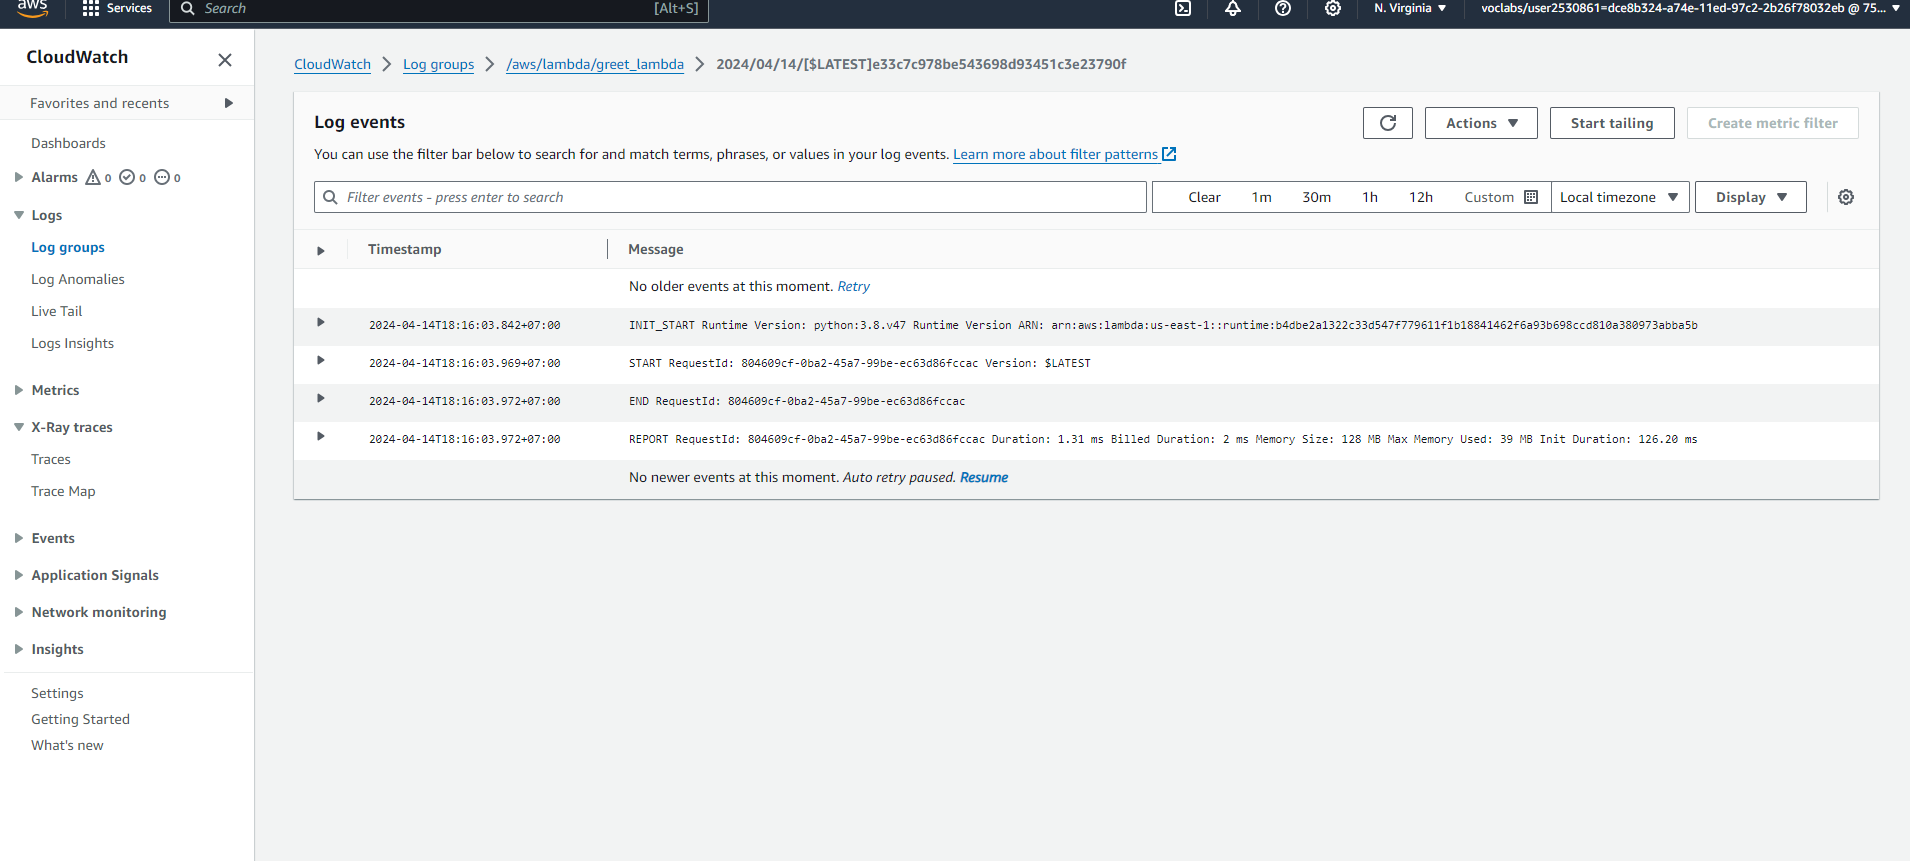 aws
Services
Search
[Alt+S]
N. Virginia
voclabs/user2530861=dce8b324-a74e-11ed-97c2-2b26f78032eb @ 75...
CloudWatch
Favorites and recents
Dashboards
Alarms 0 0 0
Logs
Log groups
Log Anomalies
Live Tail
Logs Insights
Metrics
X-Ray traces
Traces
Trace Map
Events
Application Signals
Network monitoring
Insights
Settings
Getting Started
What's new
CloudWatch > Log groups > /aws/lambda/greet_lambda > 2024/04/14/[$LATEST]e33c7c978be543698d93451c3e23790f
Log events
Actions
Start tailing
Create metric filter
You can use the filter bar below to search for and match terms, phrases, or values in your log events. Learn more about filter patterns
Filter events - press enter to search
Clear 1m 30m 1h 12h Custom
Local timezone
Display
Timestamp Message
No older events at this moment. Retry
2024-04-14T18:16:03.842+07:00 INIT_START Runtime Version: python:3.8.v47 Runtime Version ARN: arn:aws:lambda:us-east-1::runtime:b4dbe2a1322c33d547f779611f1b18841462f6a93b698ccd810a380973abba5b
2024-04-14T18:16:03.969+07:00 START RequestId: 804609cf-0ba2-45a7-99be-ec63d86fccac Version: $LATEST
2024-04-14T18:16:03.972+07:00 END RequestId: 804609cf-0ba2-45a7-99be-ec63d86fccac
2024-04-14T18:16:03.972+07:00 REPORT RequestId: 804609cf-0ba2-45a7-99be-ec63d86fccac Duration: 1.31 ms Billed Duration: 2 ms Memory Size: 128 MB Max Memory Used: 39 MB Init Duration: 126.20 ms
No newer events at this moment. Auto retry paused. Resume